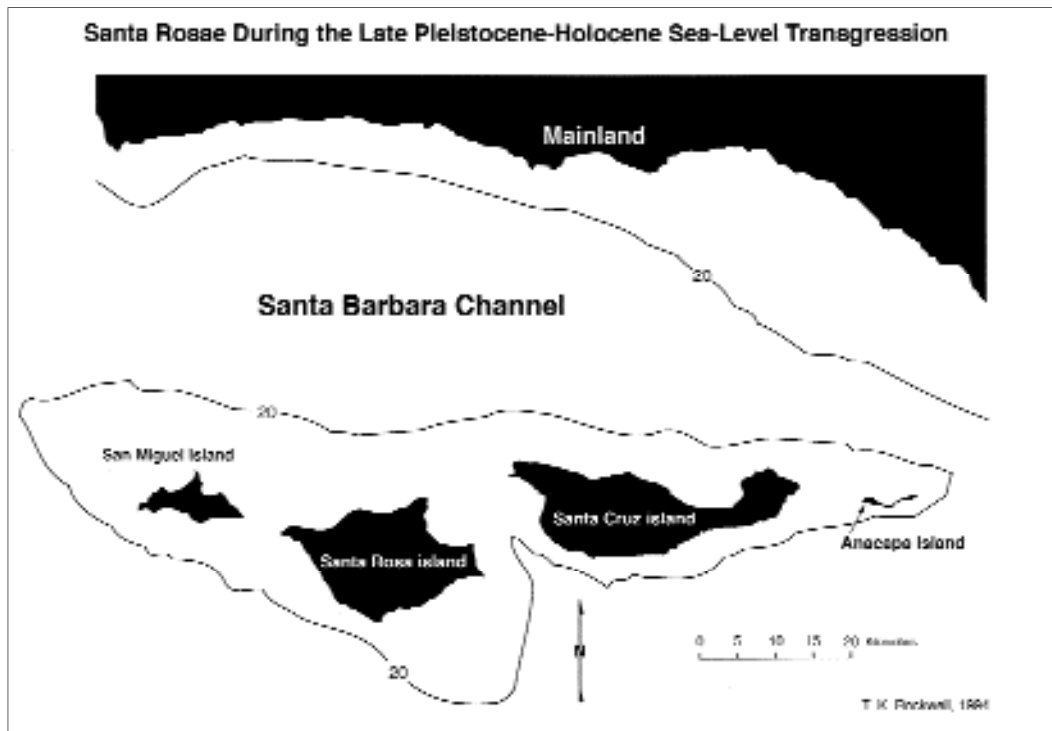 Santa Rosae During the Late Pleistocene-Holocene Sea-Level Transgression
Mainland
20
Santa Barbara Channel
20
San Miguel Island
Santa Cruz island
Anacapa Island
Santa Rosa island
N
0 5 10 15 20 Kilometers
20
T. K. Rockwell, 1994